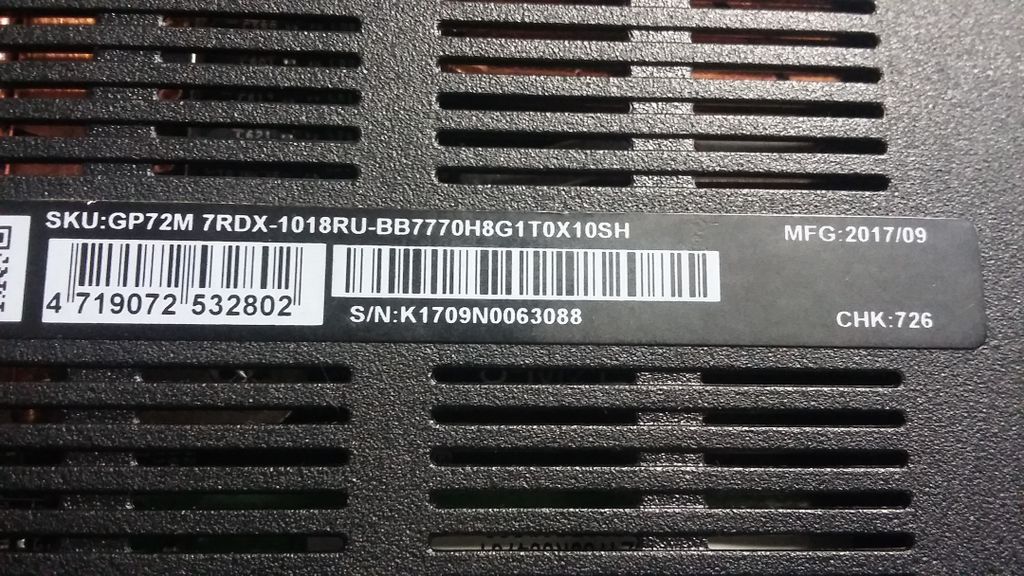 SKU:GP72M 7RDX-1018RU-BB7770H8G1T0X10SH
MFG:2017/09
4 719072 532802
S/N:K1709N0063088
CHK:726